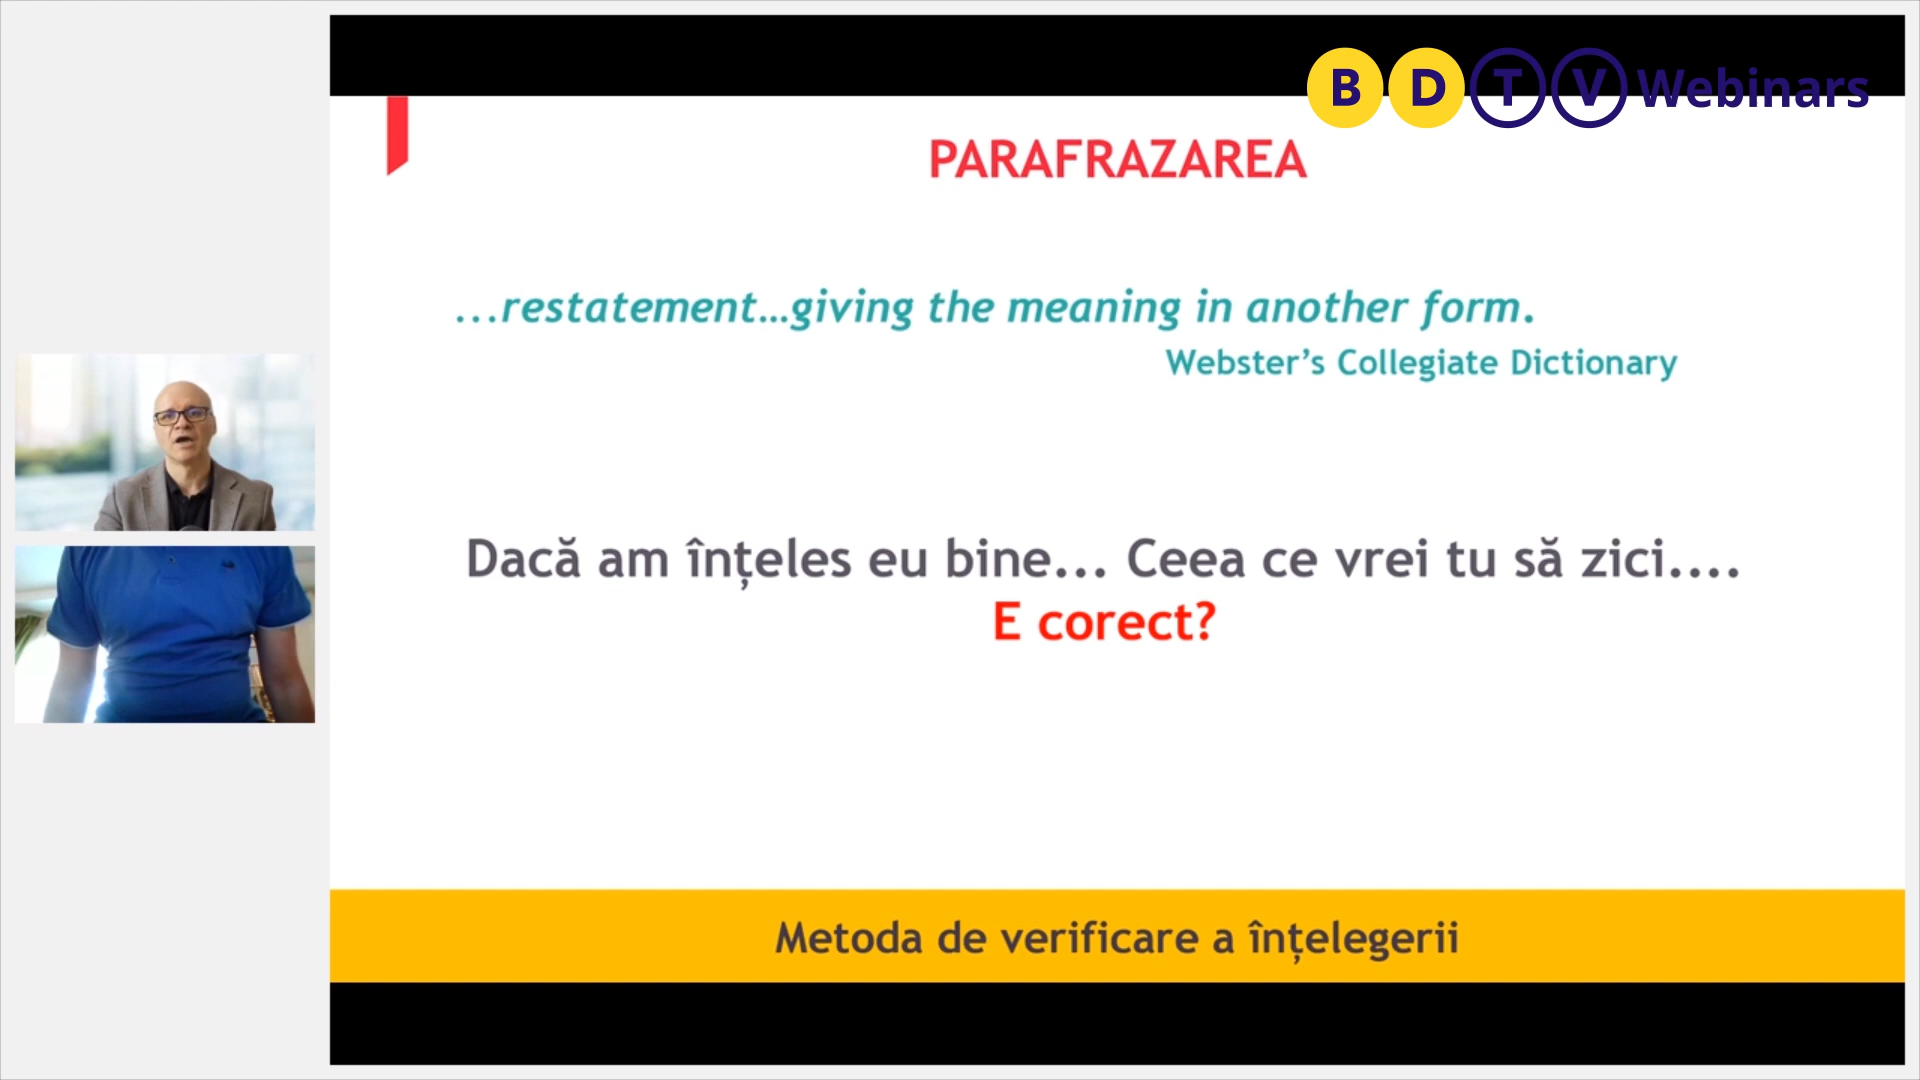 BDTV Webinars
PARAFRAZAREA
...restatement...giving the meaning in another form.
Webster's Collegiate Dictionary
Dacă am înțeles eu bine... Ceea ce vrei tu să zici....
E corect?
Metoda de verificare a înțelegerii